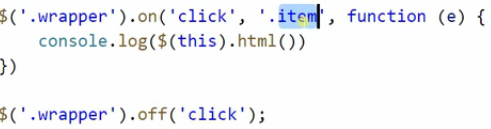 $('.wrapper').on('click', '.item', function (e) {
    console.log($(this).html())
})

$('.wrapper').off('click');